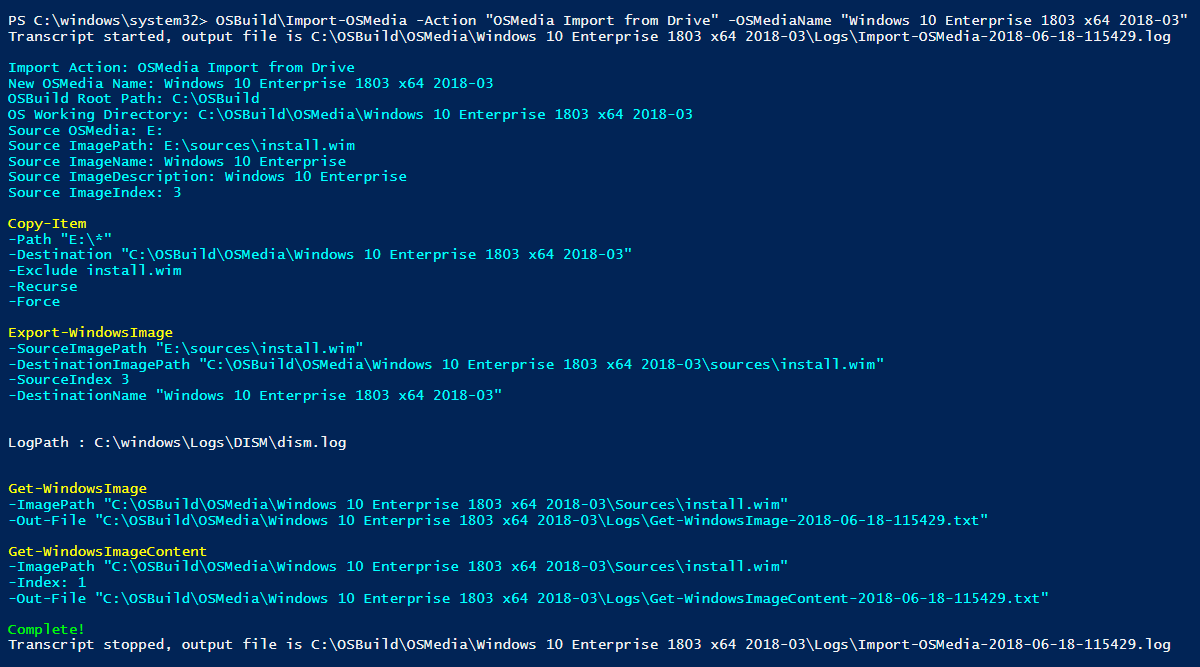 PS C:\windows\system32> OSBuild\Import-OSMedia -Action "OSMedia Import from Drive" -OSMediaName "Windows 10 Enterprise 1803 x64 2018-03"
Transcript started, output file is C:\OSBuild\OSMedia\Windows 10 Enterprise 1803 x64 2018-03\Logs\Import-OSMedia-2018-06-18-115429.log
Import Action: OSMedia Import from Drive
New OSMedia Name: Windows 10 Enterprise 1803 x64 2018-03
OSBuild Root Path: C:\OSBuild
OS Working Directory: C:\OSBuild\OSMedia\Windows 10 Enterprise 1803 x64 2018-03
Source OSMedia: E:
Source ImagePath: E:\sources\install.wim
Source ImageName: Windows 10 Enterprise
Source ImageDescription: Windows 10 Enterprise
Source ImageIndex: 3
Copy-Item
-Path "E:\*"
-Destination "C:\OSBuild\OSMedia\Windows 10 Enterprise 1803 x64 2018-03"
-Exclude install.wim
-Recurse
-Force
Export-WindowsImage
-SourceImagePath "E:\sources\install.wim"
-DestinationImagePath "C:\OSBuild\OSMedia\Windows 10 Enterprise 1803 x64 2018-03\sources\install.wim"
-SourceIndex 3
-DestinationName "Windows 10 Enterprise 1803 x64 2018-03"
LogPath : C:\windows\Logs\DISM\dism.log
Get-WindowsImage
-ImagePath "C:\OSBuild\OSMedia\Windows 10 Enterprise 1803 x64 2018-03\Sources\install.wim"
-Out-File "C:\OSBuild\OSMedia\Windows 10 Enterprise 1803 x64 2018-03\Logs\Get-WindowsImage-2018-06-18-115429.txt"
Get-WindowsImageContent
-ImagePath "C:\OSBuild\OSMedia\Windows 10 Enterprise 1803 x64 2018-03\Sources\install.wim"
-Index: 1
-Out-File "C:\OSBuild\OSMedia\Windows 10 Enterprise 1803 x64 2018-03\Logs\Get-WindowsImageContent-2018-06-18-115429.txt"
Complete!
Transcript stopped, output file is C:\OSBuild\OSMedia\Windows 10 Enterprise 1803 x64 2018-03\Logs\Import-OSMedia-2018-06-18-115429.log